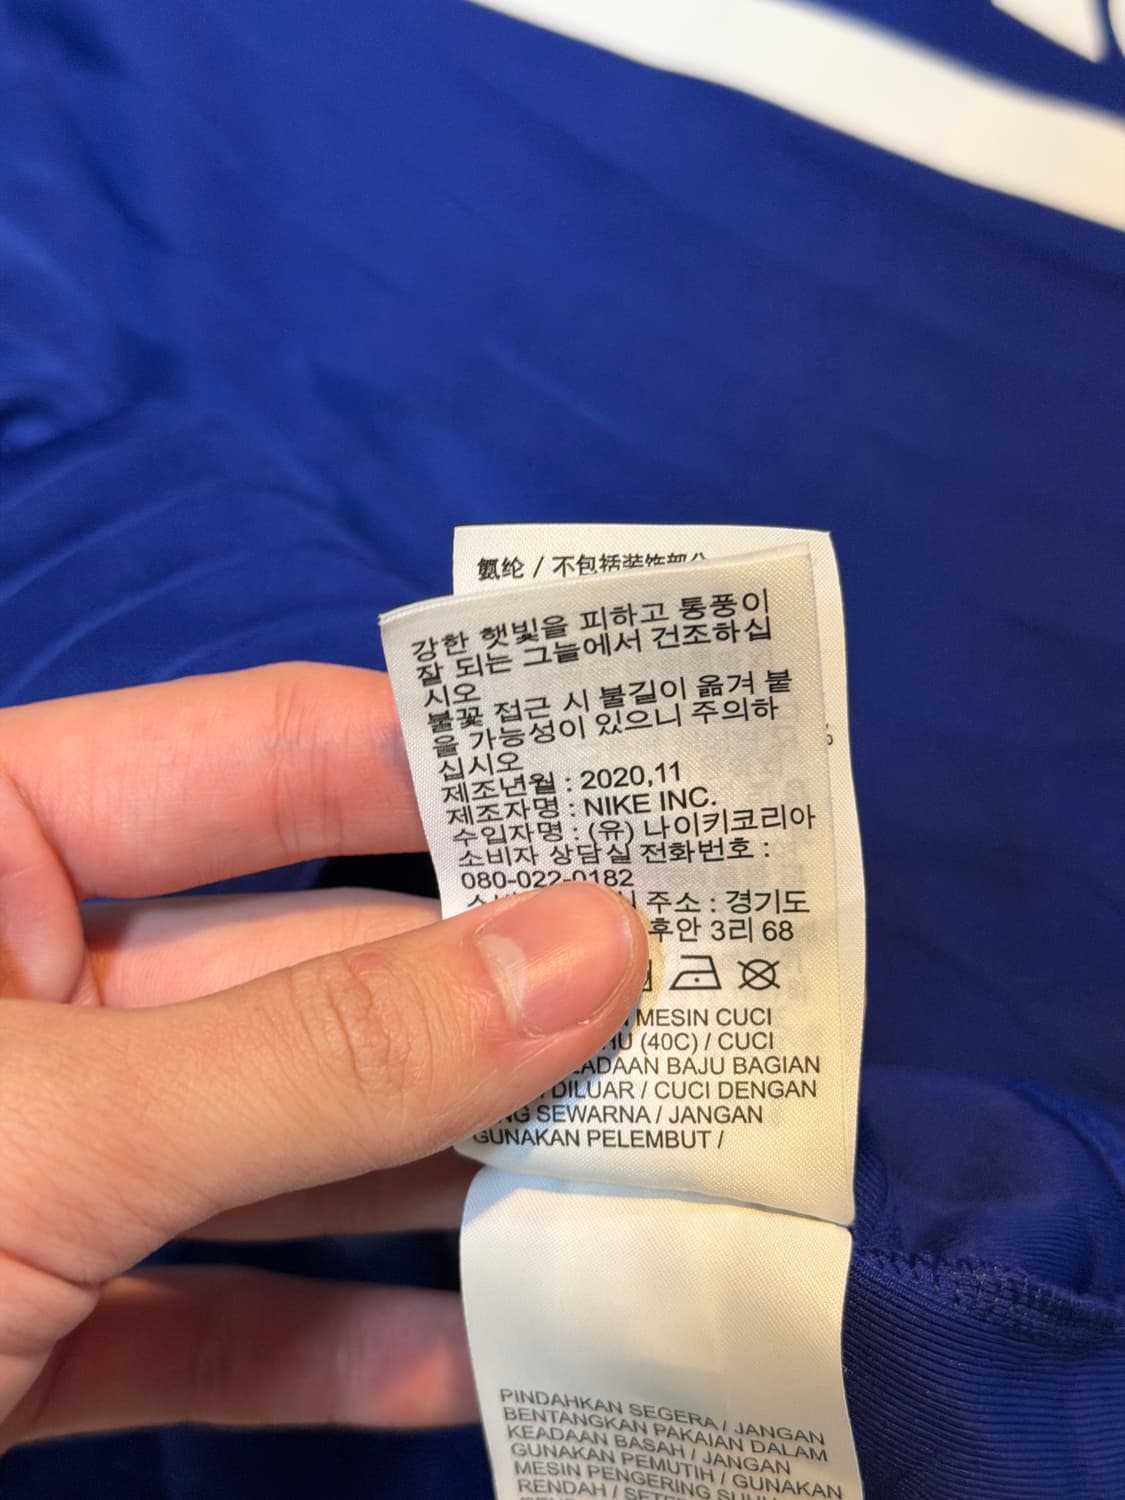 氨纶 / 不包括装饰部分
강한 햇빛을 피하고 통풍이
잘 되는 그늘에서 건조하십
시오
불꽃 접근 시 불길이 옮겨 붙
을 가능성이 있으니 주의하
십시오
제조년월 : 2020,11
제조자명 : NIKE INC.
수입자명 : (유) 나이키코리아
소비자 상담실 전화번호 :
080-022-0182
주소 : 경기도
후안 3리 68
MESIN CUCI
(40C) / CUCI
BAJU BAGIAN
DILUAR / CUCI DENGAN
SEWARNA / JANGAN
GUNAKAN PELEMBUT /
PINDAHKAN SEGERA / JANGAN
BENTANGKAN PAKAIAN DALAM
KEADAAN BASAH / JANGAN
GUNAKAN PEMUTIH / GUNAKAN
MESIN PENGERING SUHU
RENDAH /